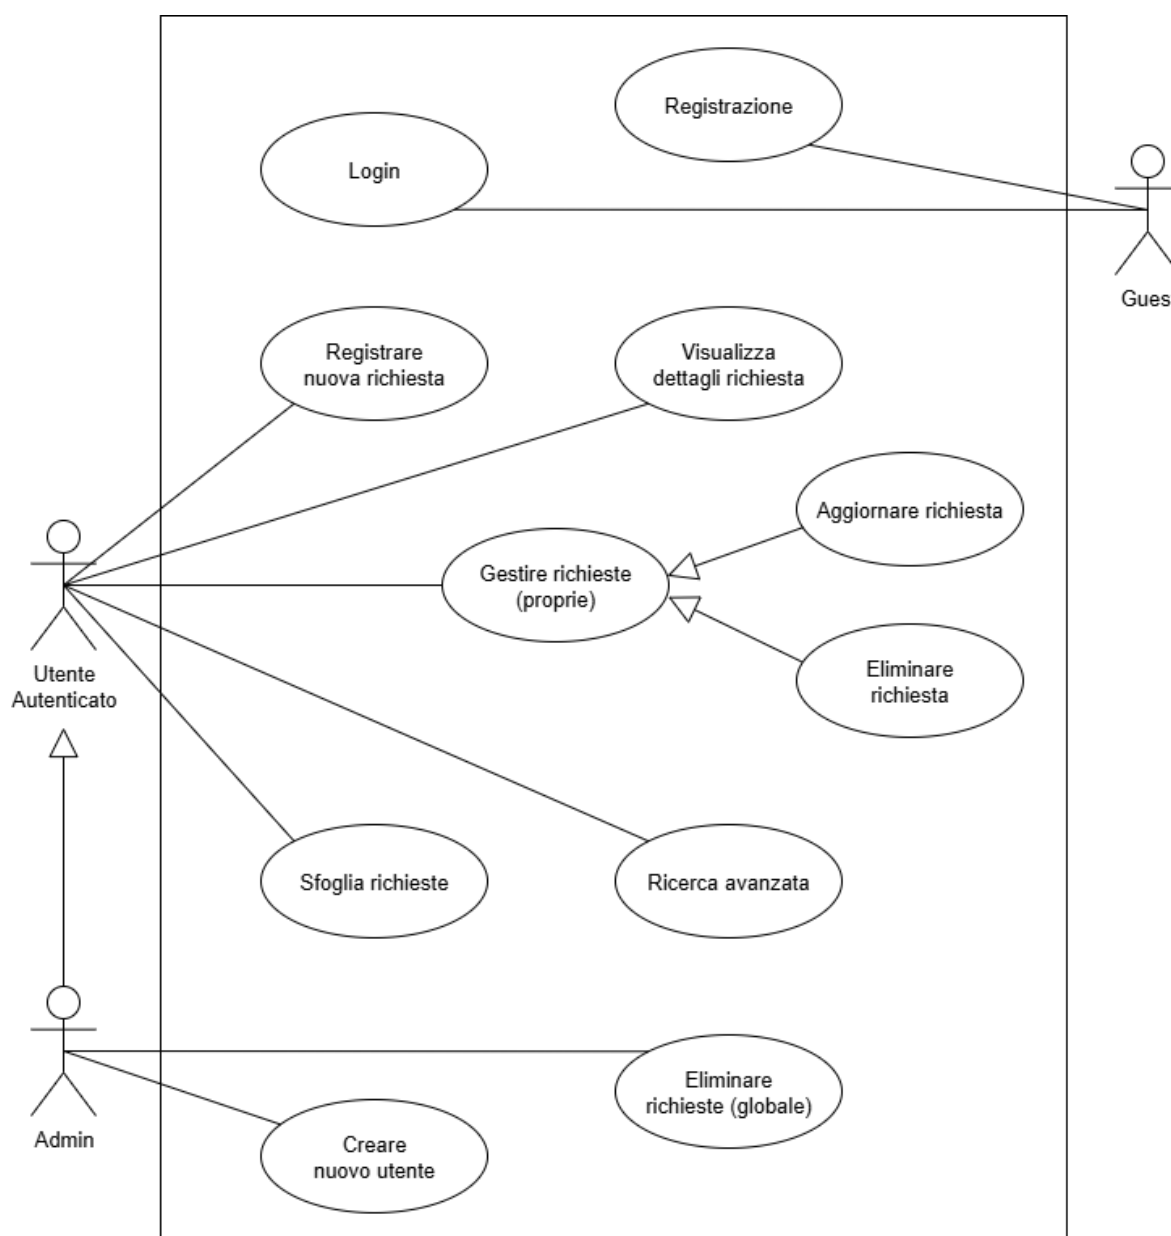 Registrazione
Login
Gues
Registrare
nuova richiesta
Visualizza
dettagli richiesta
Aggiornare richiesta
Gestire richieste
(proprie)
Eliminare
richiesta
Utente
Autenticato
Sfoglia richieste
Ricerca avanzata
Eliminare
richieste (globale)
Admin
Creare
nuovo utente